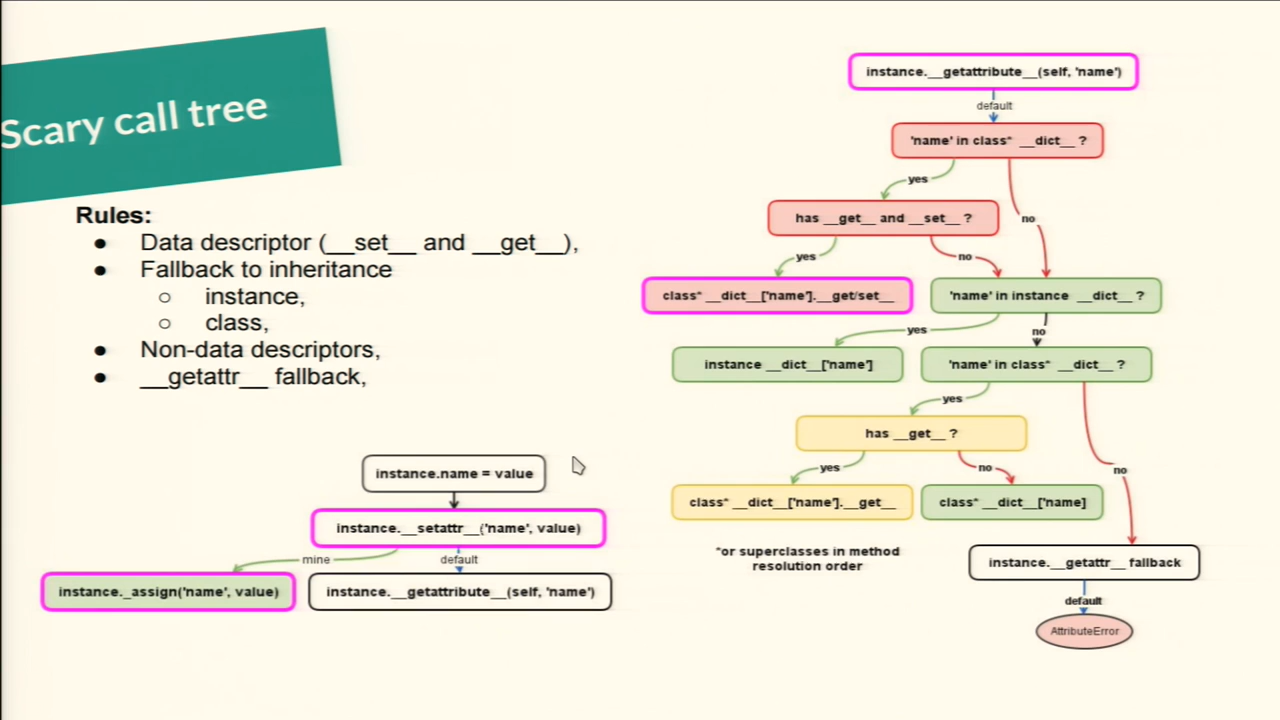 Scary call tree
Rules:
● Data descriptor (__set__ and __get__),
● Fallback to inheritance
○ instance,
○ class,
● Non-data descriptors,
● __getattr__ fallback,
instance.name = value
instance.__setattr__('name', value)
mine
default
instance._assign('name', value)
instance.__getattribute__(self, 'name')
instance.__getattribute__(self, 'name')
default
'name' in class* __dict__ ?
yes
no
has __get__ and __set__ ?
yes
no
class* __dict__['name'].__get/set__
'name' in instance __dict__ ?
yes
no
instance __dict__['name']
'name' in class* __dict__ ?
yes
no
has __get__ ?
yes
no
class* __dict__['name'].__get__
class* __dict__['name]
*or superclasses in method
resolution order
instance.__getattr__ fallback
default
AttributeError